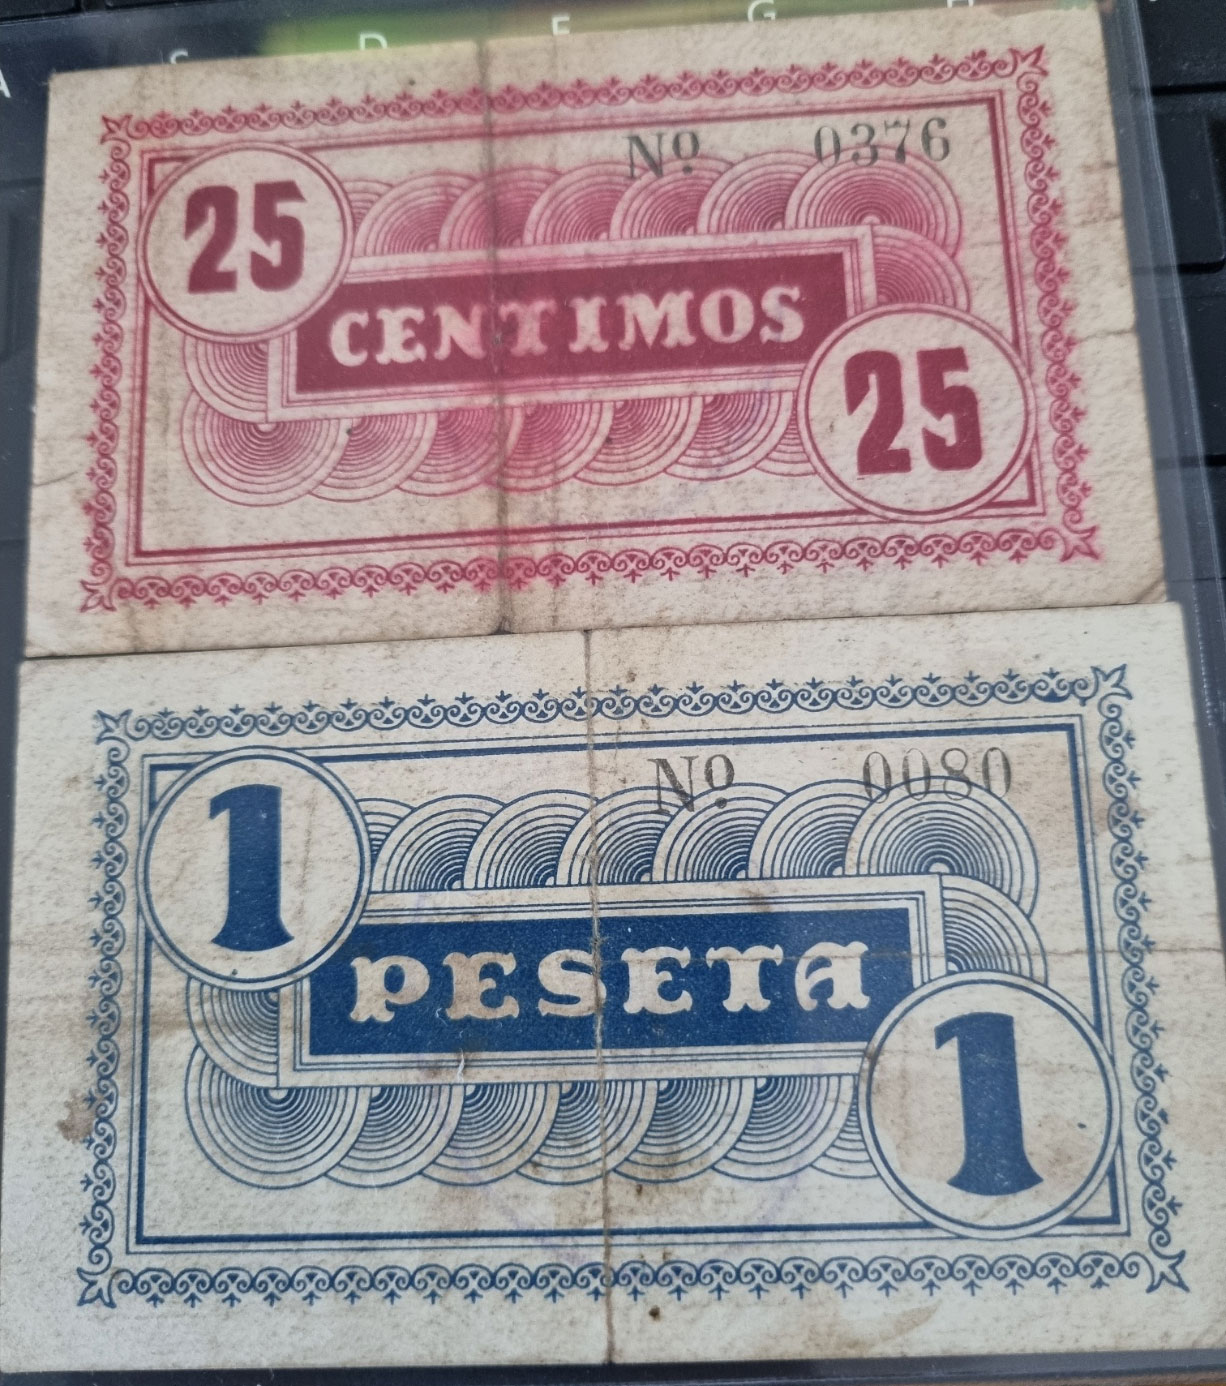 A S D F G H
Nº 0376
25
CENTIMOS
25
Nº 0080
1
PESETA
1